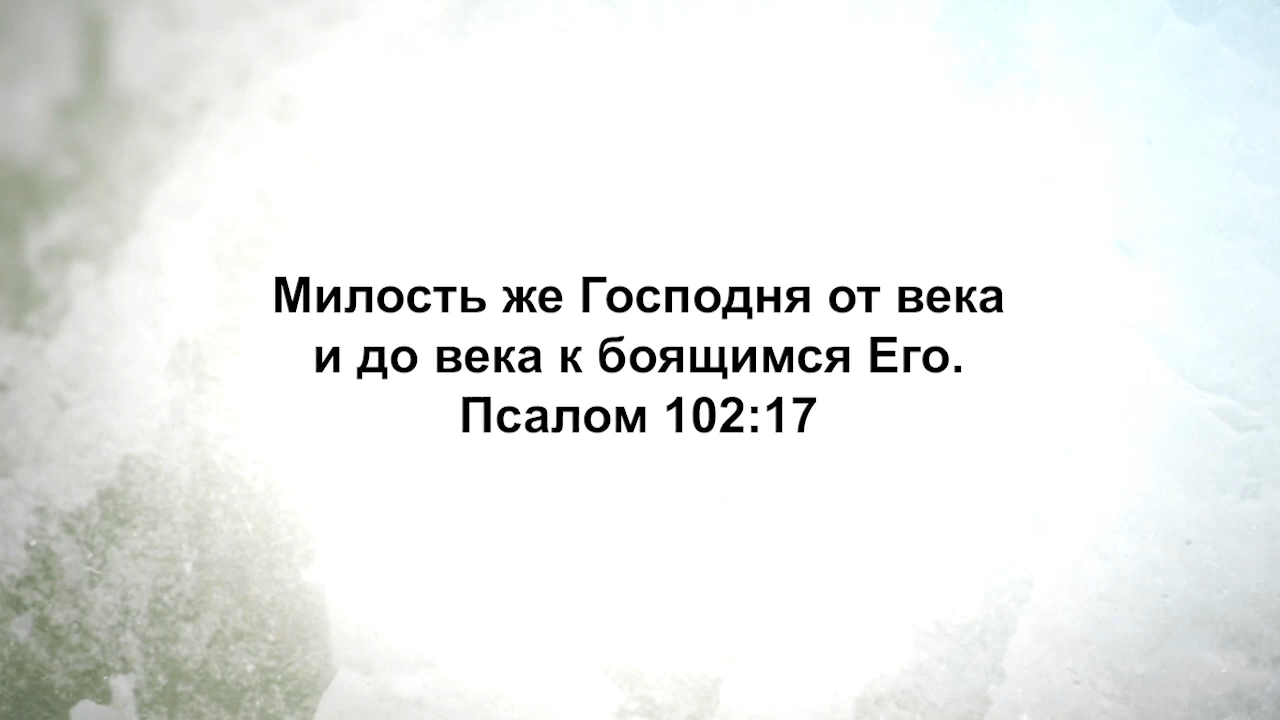 Милость же Господня от века
и до века к боящимся Его.
Псалом 102:17